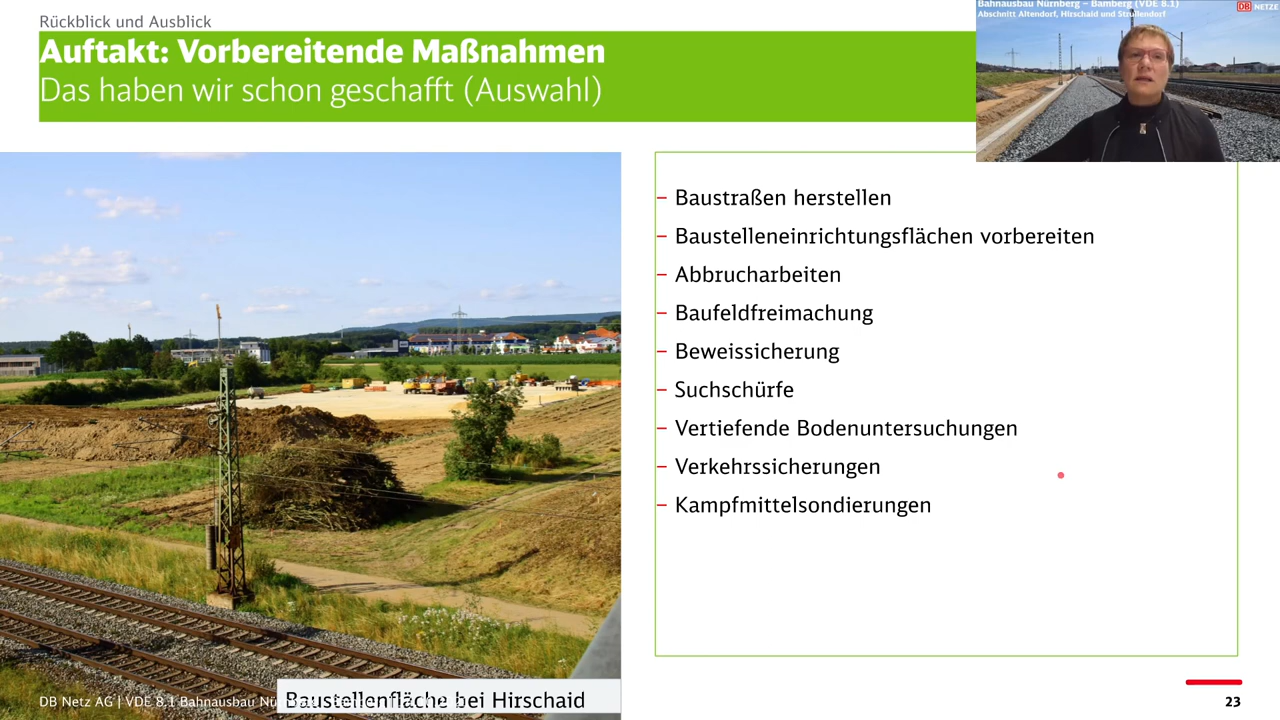 Rückblick und Ausblick
Auftakt: Vorbereitende Maßnahmen
Das haben wir schon geschafft (Auswahl)
Bahnausbau Nürnberg – Bamberg (VDE 8.1)
Abschnitt Altendorf, Hirschaid und Strullendorf
DB NETZE
– Baustraßen herstellen
– Baustelleneinrichtungsflächen vorbereiten
– Abbrucharbeiten
– Baufeldfreimachung
– Beweissicherung
– Suchschürfe
– Vertiefende Bodenuntersuchungen
– Verkehrssicherungen
– Kampfmittelsondierungen
Baustellenfläche bei Hirschaid
DB Netz AG | VDE 8.1 Bahnausbau
23